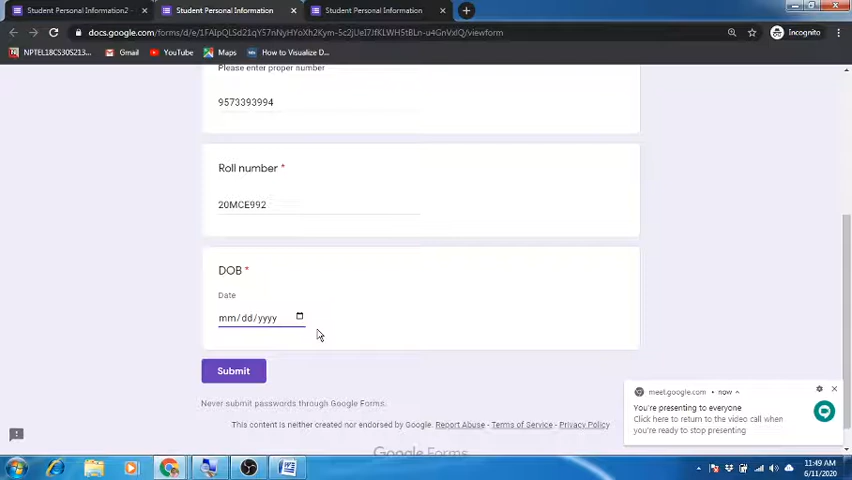 Student Personal Information2 -
Student Personal Information
Student Personal Information
docs.google.com/forms/d/e/1FAIpQLSd21qY57nNyHYoXh2Kym-5c2jUeI7JfKLWH5tBLn-u4GnVxlQ/viewform
Incognito
NPTEL18CS30S213...
Gmail
YouTube
Maps
How to Visualize D...
Please enter proper number
9573393994
Roll number *
20MCE992
DOB *
Date
mm/dd/yyyy
Submit
Never submit passwords through Google Forms.
This content is neither created nor endorsed by Google. Report Abuse - Terms of Service - Privacy Policy
Google Forms
meet.google.com • now
You're presenting to everyone
Click here to return to the video call when
you're ready to stop presenting
11:49 AM
6/11/2020